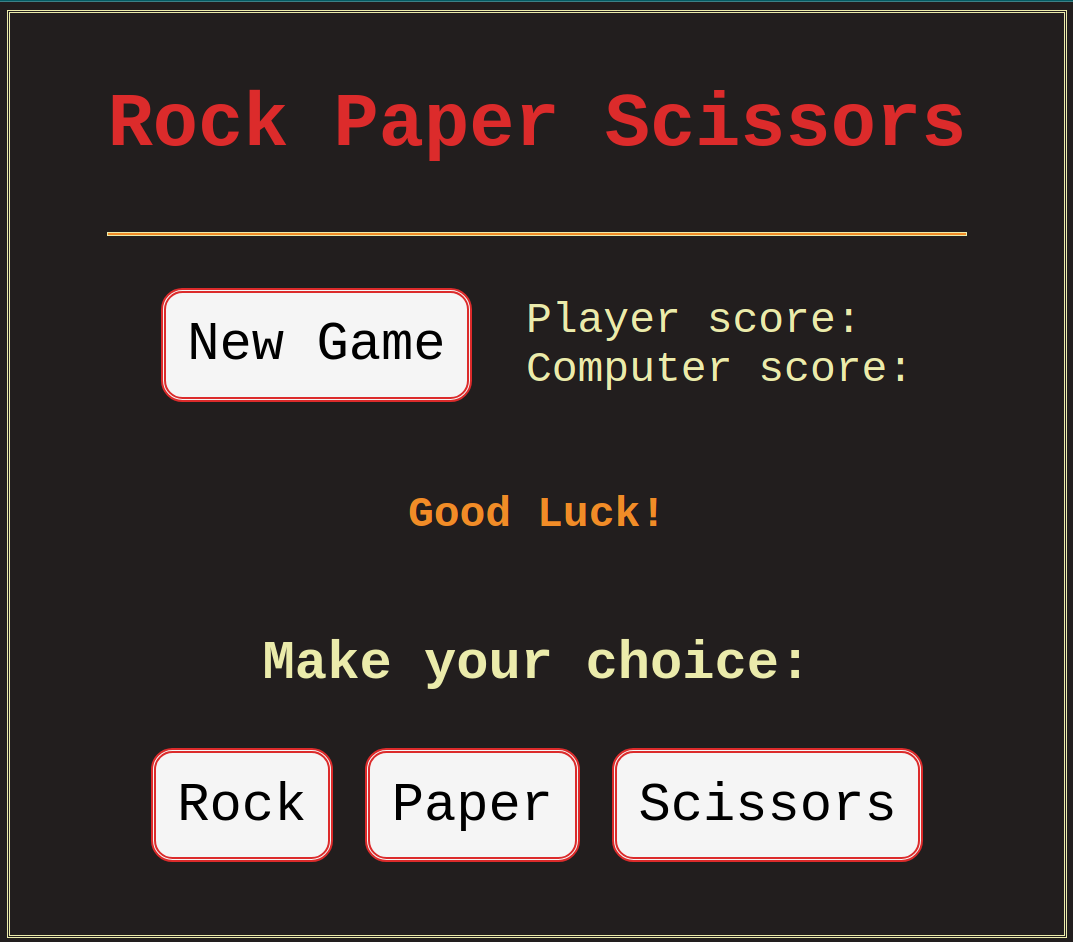 Rock Paper Scissors
New Game
Player score:
Computer score:
Good Luck!
Make your choice:
Rock
Paper
Scissors